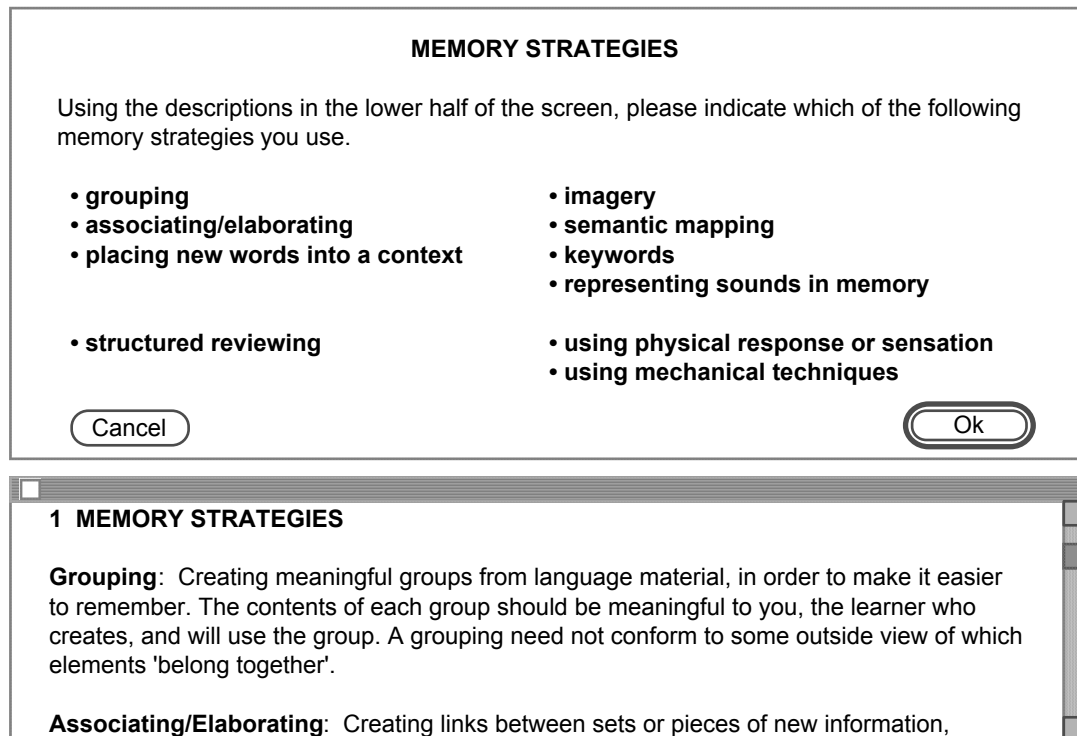 MEMORY STRATEGIES
Using the descriptions in the lower half of the screen, please indicate which of the following
memory strategies you use.
• grouping
• associating/elaborating
• placing new words into a context
• imagery
• semantic mapping
• keywords
• representing sounds in memory
• structured reviewing
• using physical response or sensation
• using mechanical techniques
Cancel
Ok
1 MEMORY STRATEGIES
Grouping: Creating meaningful groups from language material, in order to make it easier
to remember. The contents of each group should be meaningful to you, the learner who
creates, and will use the group. A grouping need not conform to some outside view of which
elements 'belong together'.
Associating/Elaborating: Creating links between sets or pieces of new information,